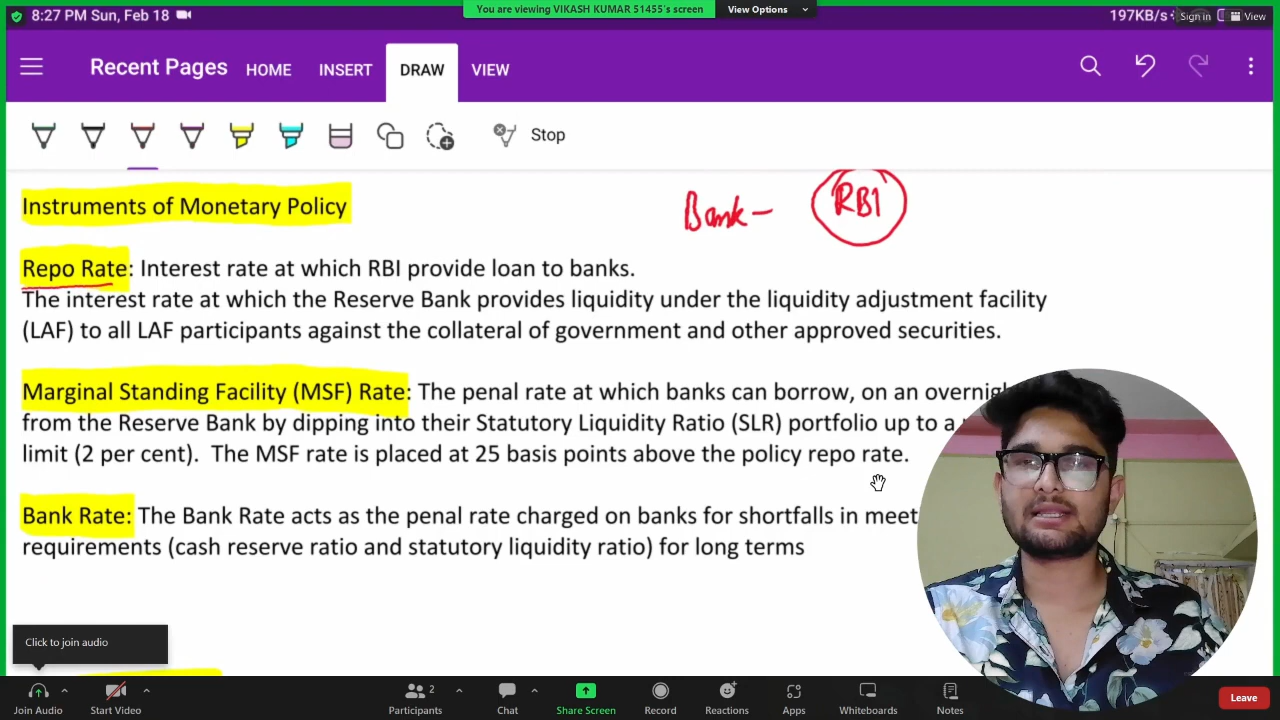 You are viewing VIKASH KUMAR 51455's screen
View Options
8:27 PM Sun, Feb 18
197KB/s
Sign in
View
Recent Pages
HOME
INSERT
DRAW
VIEW
Stop
Instruments of Monetary Policy
Bank - RBI
Repo Rate: Interest rate at which RBI provide loan to banks.
The interest rate at which the Reserve Bank provides liquidity under the liquidity adjustment facility
(LAF) to all LAF participants against the collateral of government and other approved securities.
Marginal Standing Facility (MSF) Rate: The penal rate at which banks can borrow, on an
from the Reserve Bank by dipping into their Statutory Liquidity Ratio (SLR) portfolio up to a
limit (2 per cent). The MSF rate is placed at 25 basis points above the policy repo rate.
Bank Rate: The Bank Rate acts as the penal rate charged on banks for shortfalls in
requirements (cash reserve ratio and statutory liquidity ratio) for long terms
Click to join audio
Join Audio
Start Video
Participants 2
Chat
Share Screen
Record
Reactions
Apps
Whiteboards
Notes
Leave